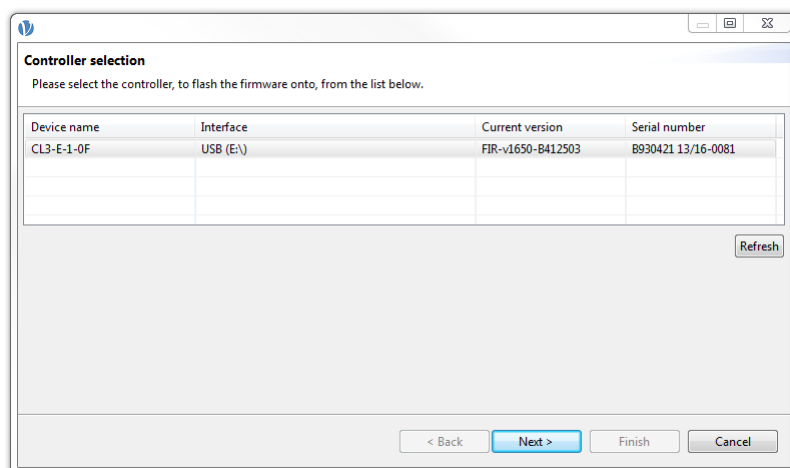 Controller selection
Please select the controller, to flash the firmware onto, from the list below.
Device name Interface Current version Serial number
CL3-E-1-0F USB (E:\) FIR-v1650-B412503 B930421 13/16-0081
Refresh
< Back Next > Finish Cancel